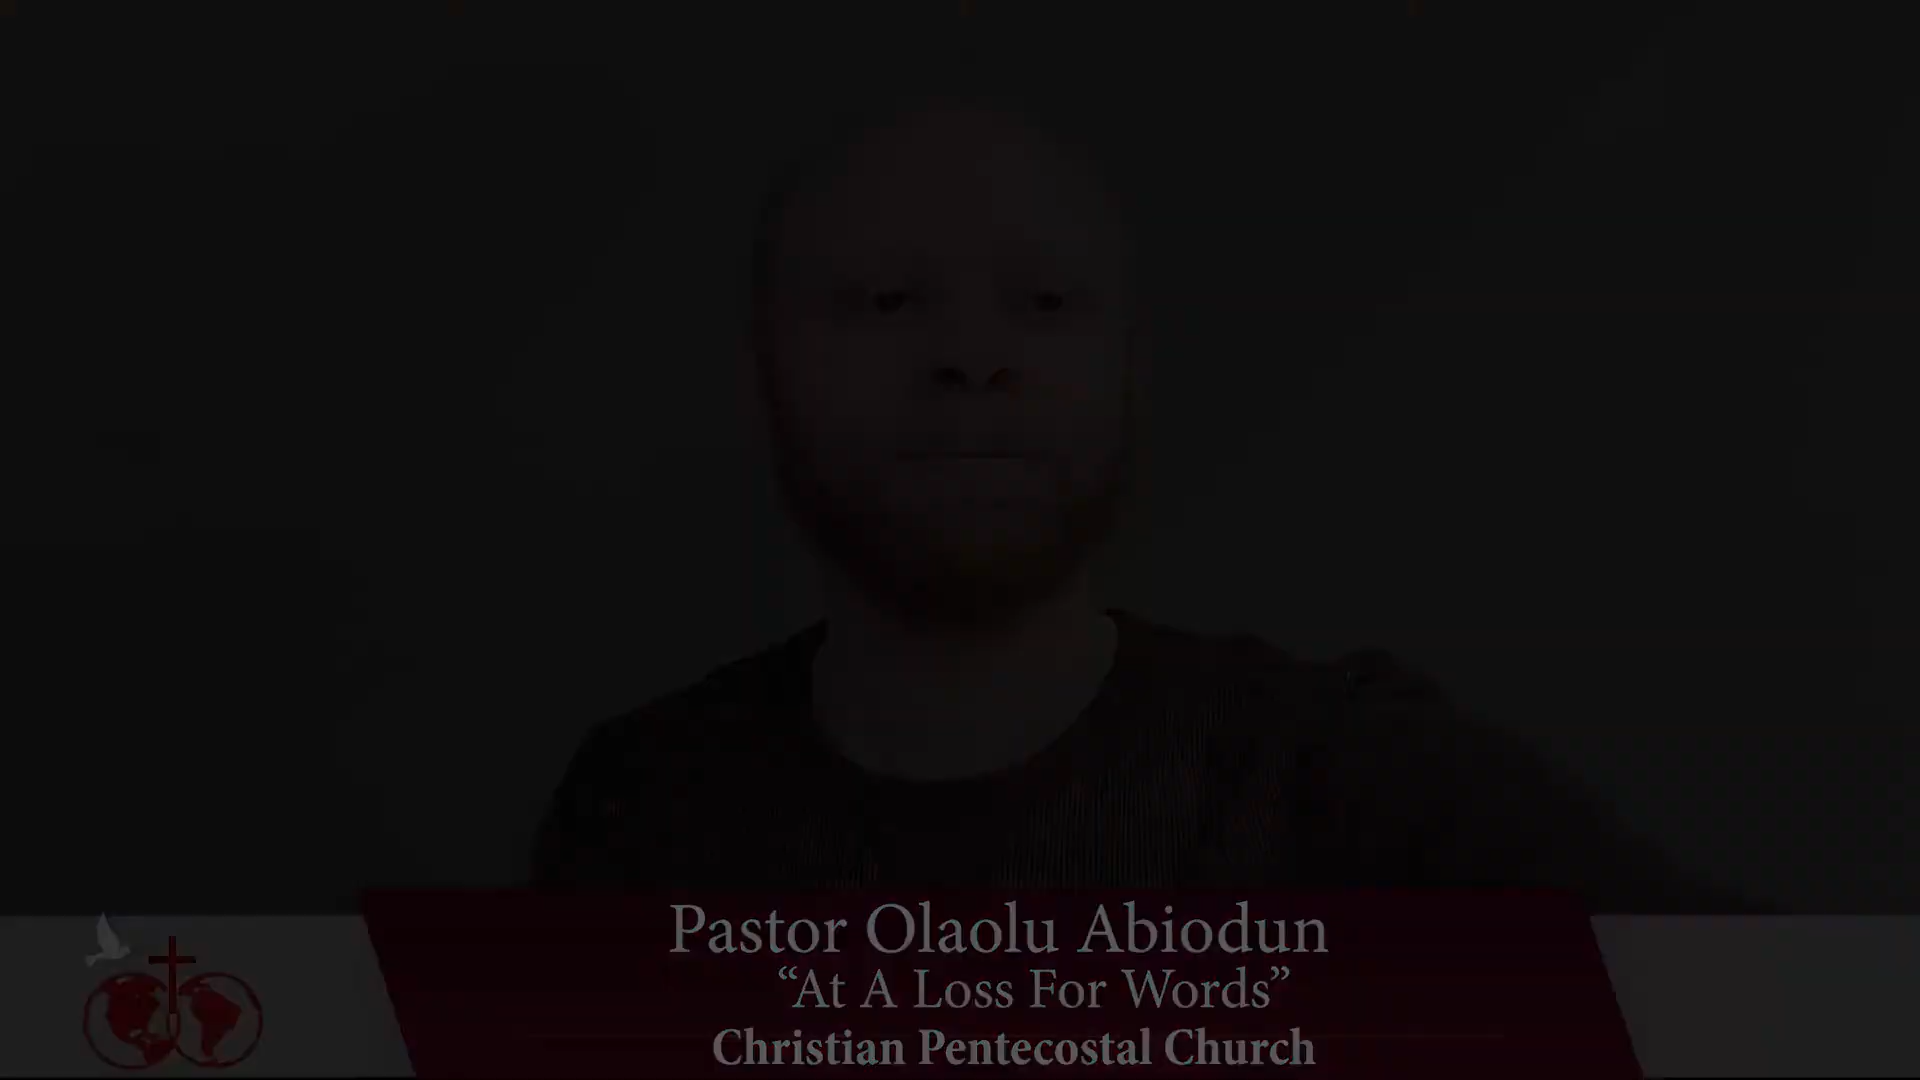 Pastor Olaolu Abiodun
“At A Loss For Words”
Christian Pentecostal Church